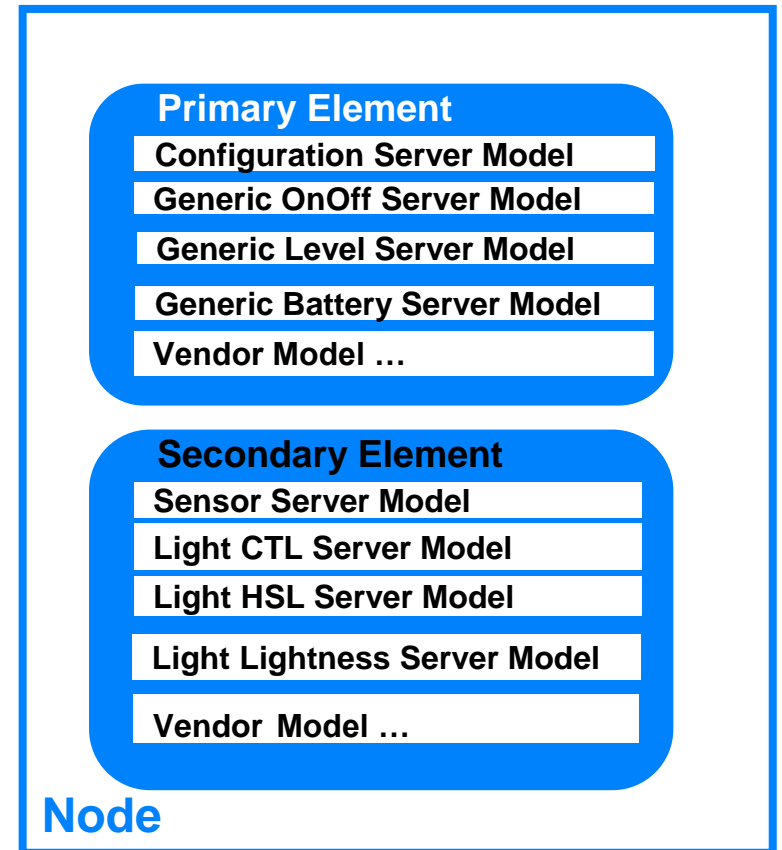 Primary Element
Configuration Server Model
Generic OnOff Server Model
Generic Level Server Model
Generic Battery Server Model
Vendor Model …
Secondary Element
Sensor Server Model
Light CTL Server Model
Light HSL Server Model
Light Lightness Server Model
Vendor Model …
Node